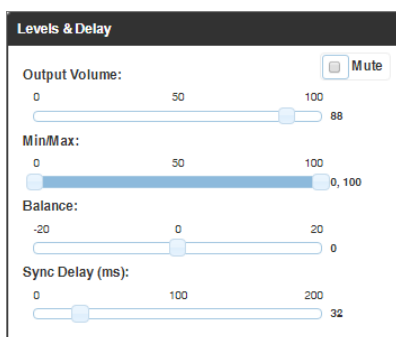 Levels & Delay
Mute
Output Volume:
0 50 100
88
Min/Max:
0 50 100
0, 100
Balance:
-20 0 20
0
Sync Delay (ms):
0 100 200
32